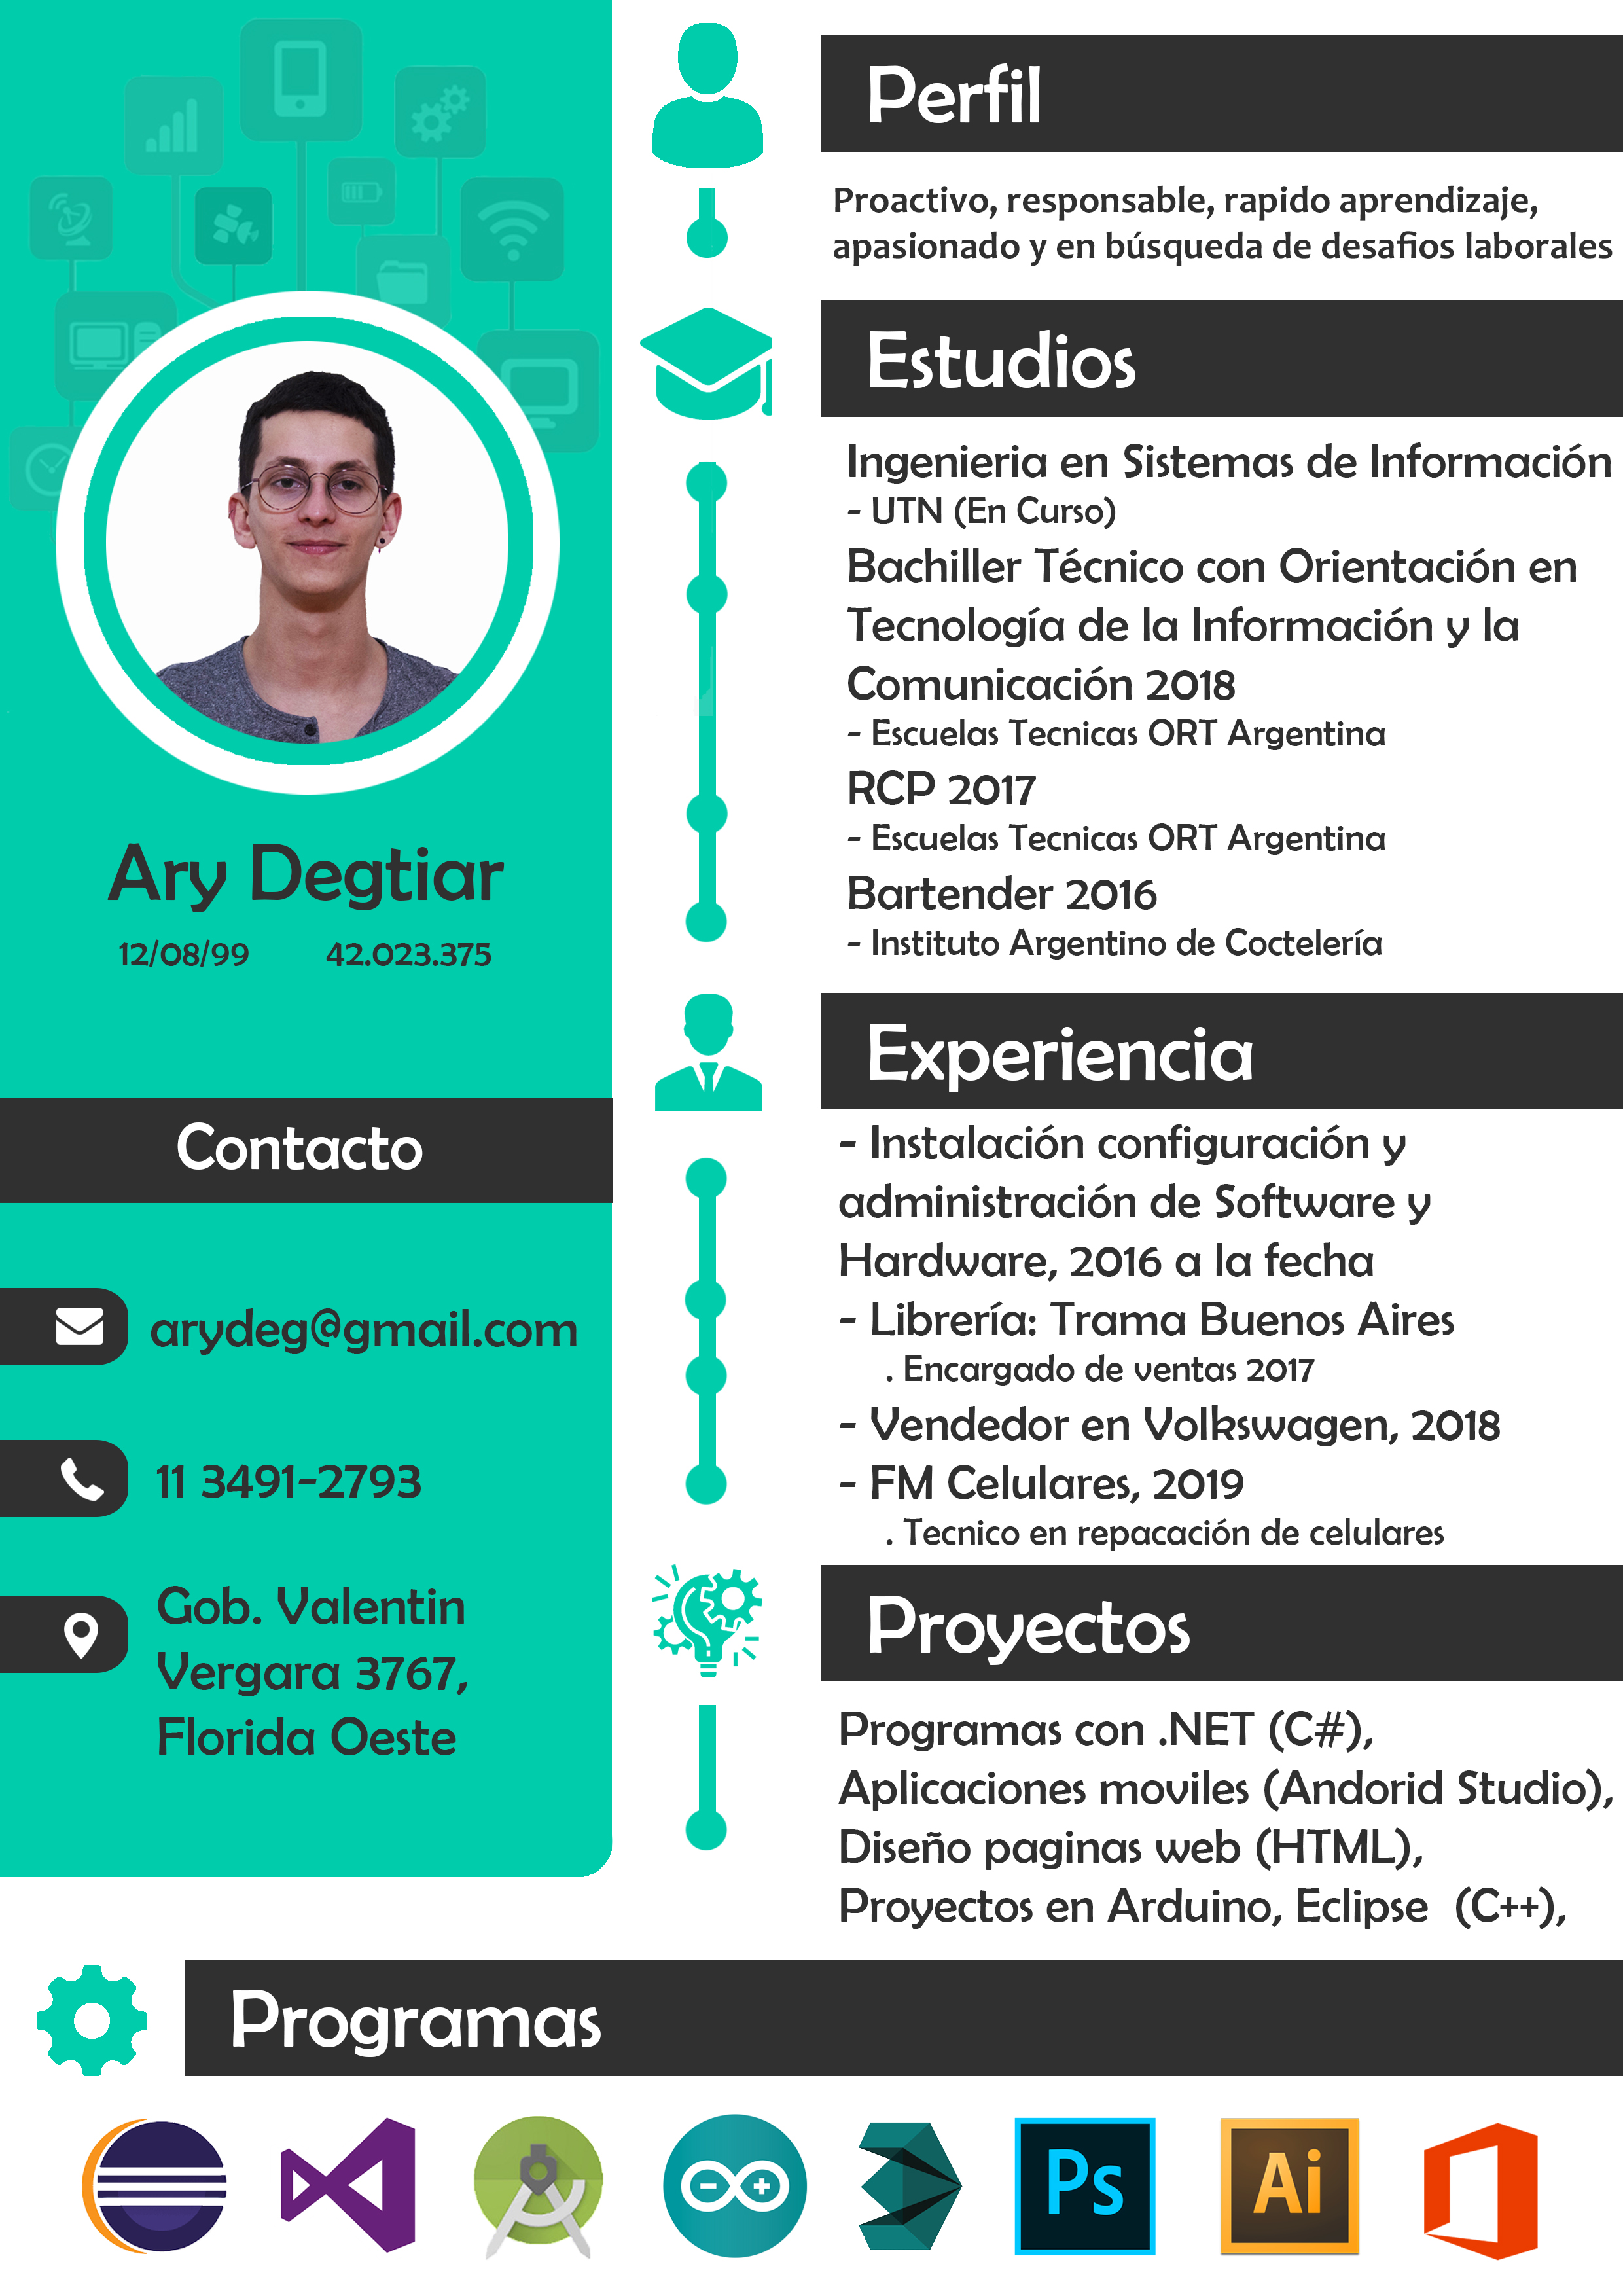 Ary Degtiar
12/08/99 42.023.375
Contacto
arydeg@gmail.com
11 3491-2793
Gob. Valentin
Vergara 3767,
Florida Oeste
Perfil
Proactivo, responsable, rapido aprendizaje,
apasionado y en búsqueda de desafios laborales
Estudios
Ingenieria en Sistemas de Información
- UTN (En Curso)
Bachiller Técnico con Orientación en
Tecnología de la Información y la
Comunicación 2018
- Escuelas Tecnicas ORT Argentina
RCP 2017
- Escuelas Tecnicas ORT Argentina
Bartender 2016
- Instituto Argentino de Coctelería
Experiencia
- Instalación configuración y
administración de Software y
Hardware, 2016 a la fecha
- Librería: Trama Buenos Aires
. Encargado de ventas 2017
- Vendedor en Volkswagen, 2018
- FM Celulares, 2019
. Tecnico en repacación de celulares
Proyectos
Programas con .NET (C#),
Aplicaciones moviles (Andorid Studio),
Diseño paginas web (HTML),
Proyectos en Arduino, Eclipse (C++),
Programas
Ps Ai